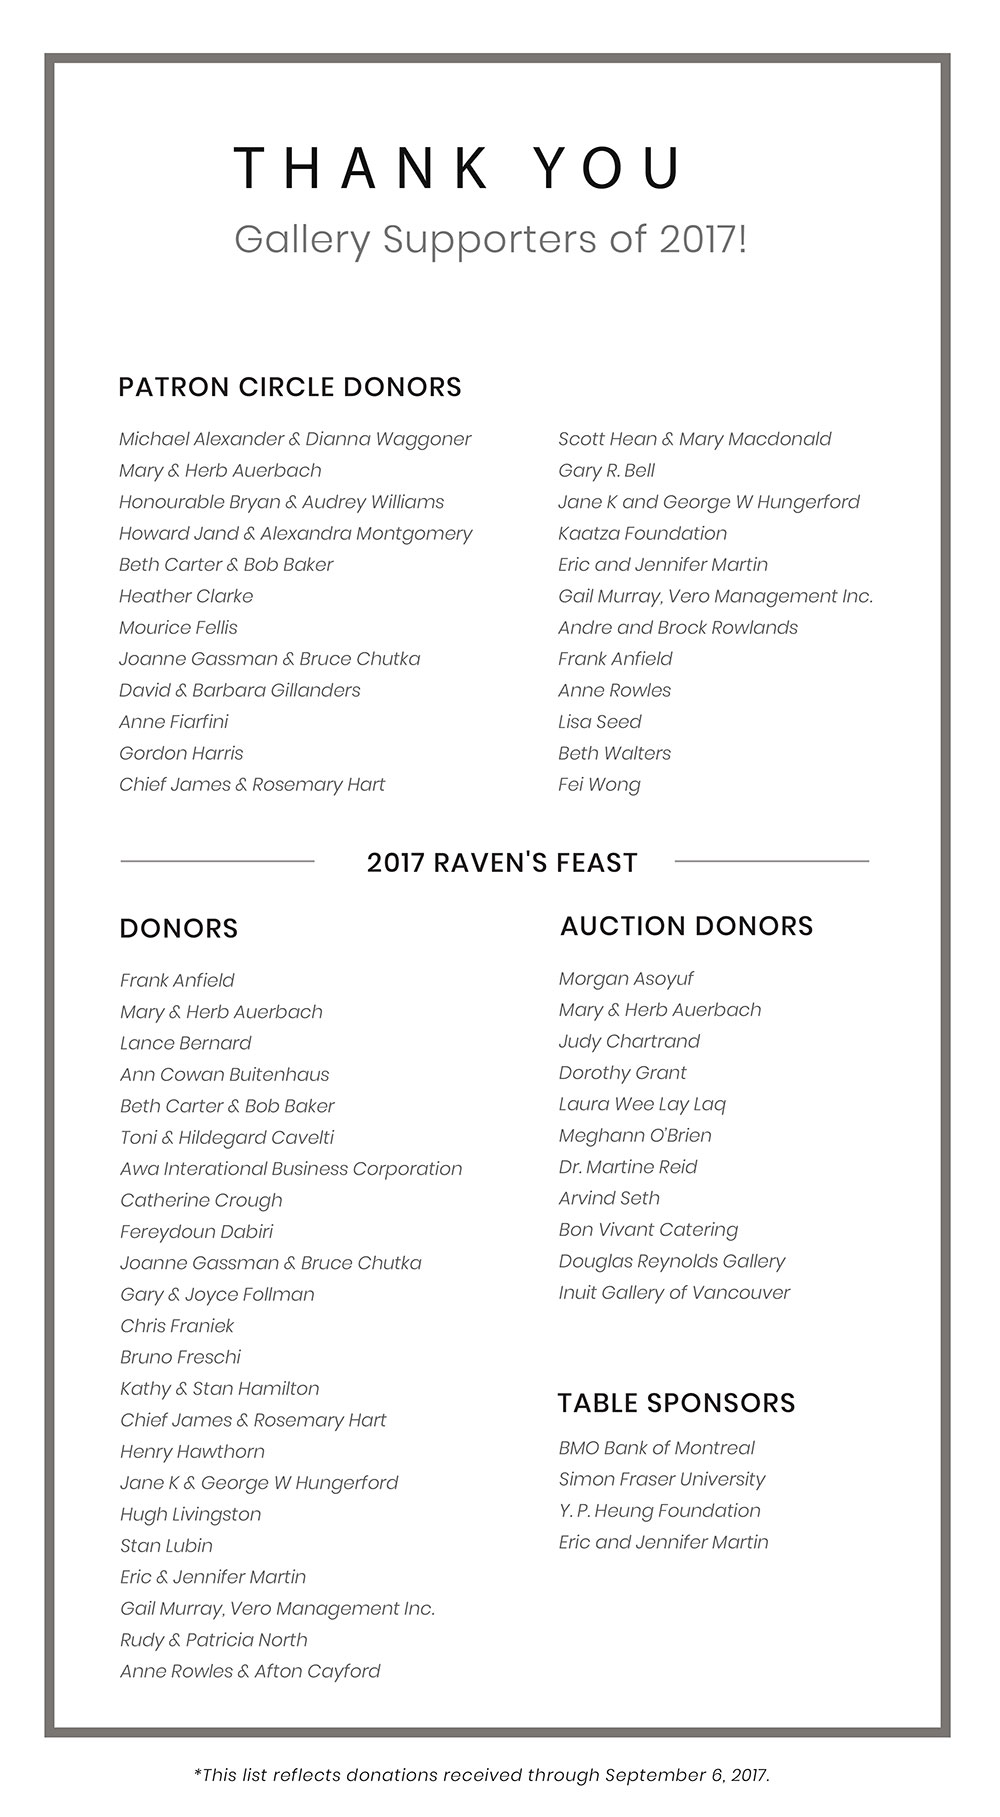 THANK YOU
Gallery Supporters of 2017!
PATRON CIRCLE DONORS
Michael Alexander & Dianna Waggoner
Mary & Herb Auerbach
Honourable Bryan & Audrey Williams
Howard Jand & Alexandra Montgomery
Beth Carter & Bob Baker
Heather Clarke
Mourice Fellis
Joanne Gassman & Bruce Chutka
David & Barbara Gillanders
Anne Fiarfini
Gordon Harris
Chief James & Rosemary Hart
Scott Hean & Mary Macdonald
Gary R. Bell
Jane K and George W Hungerford
Kaatza Foundation
Eric and Jennifer Martin
Gail Murray, Vero Management Inc.
Andre and Brock Rowlands
Frank Anfield
Anne Rowles
Lisa Seed
Beth Walters
Fei Wong
2017 RAVEN'S FEAST
DONORS
Frank Anfield
Mary & Herb Auerbach
Lance Bernard
Ann Cowan Buitenhaus
Beth Carter & Bob Baker
Toni & Hildegard Cavelti
Awa Interational Business Corporation
Catherine Crough
Fereydoun Dabiri
Joanne Gassman & Bruce Chutka
Gary & Joyce Follman
Chris Franiek
Bruno Freschi
Kathy & Stan Hamilton
Chief James & Rosemary Hart
Henry Hawthorn
Jane K & George W Hungerford
Hugh Livingston
Stan Lubin
Eric & Jennifer Martin
Gail Murray, Vero Management Inc.
Rudy & Patricia North
Anne Rowles & Afton Cayford
AUCTION DONORS
Morgan Asoyuf
Mary & Herb Auerbach
Judy Chartrand
Dorothy Grant
Laura Wee Lay Laq
Meghann O'Brien
Dr. Martine Reid
Arvind Seth
Bon Vivant Catering
Douglas Reynolds Gallery
Inuit Gallery of Vancouver
TABLE SPONSORS
BMO Bank of Montreal
Simon Fraser University
Y. P. Heung Foundation
Eric and Jennifer Martin
*This list reflects donations received through September 6, 2017.